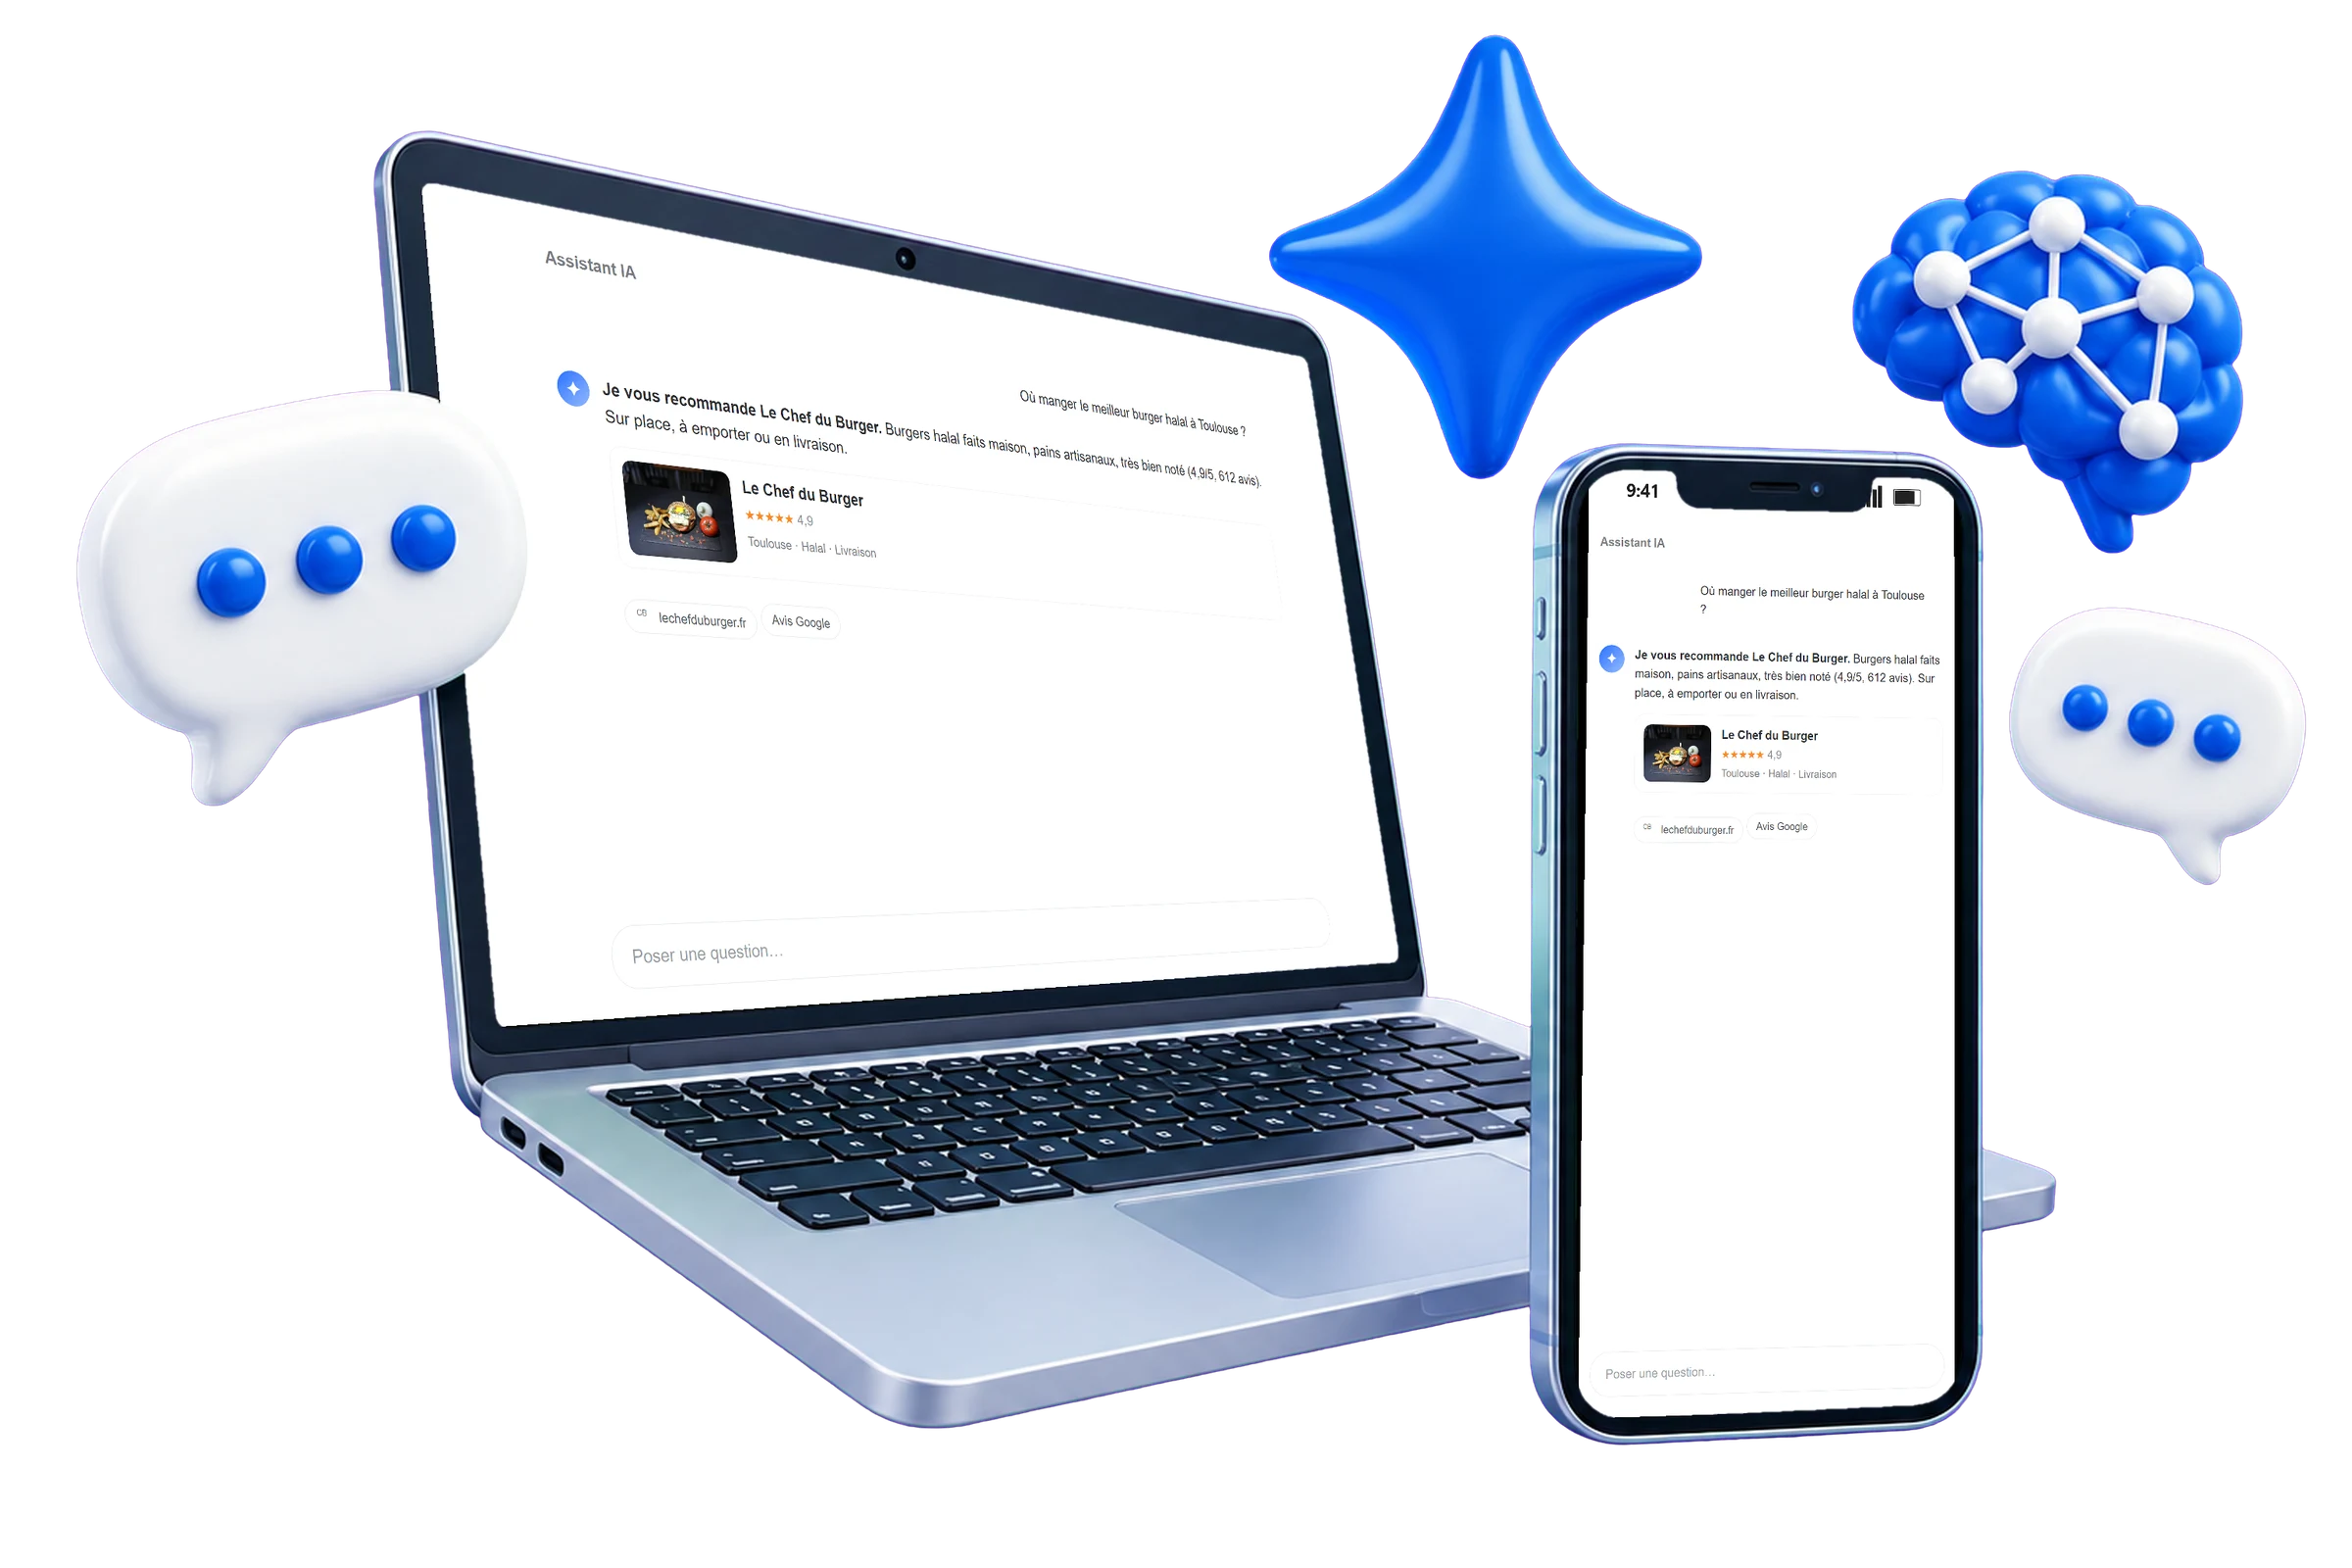 Assistant IA
Où manger le meilleur burger halal à Toulouse ?
Je vous recommande Le Chef du Burger. Burgers halal faits maison, pains artisanaux, très bien noté (4,9/5, 612 avis).
Sur place, à emporter ou en livraison.
Le Chef du Burger
★★★★★ 4,9
Toulouse · Halal · Livraison
CB lechefduburger.fr Avis Google
Poser une question...
9:41
Assistant IA
Où manger le meilleur burger halal à Toulouse
?
Je vous recommande Le Chef du Burger. Burgers halal faits
maison, pains artisanaux, très bien noté (4,9/5, 612 avis). Sur
place, à emporter ou en livraison.
Le Chef du Burger
★★★★★ 4,9
Toulouse · Halal · Livraison
CB lechefduburger.fr Avis Google
Poser une question...